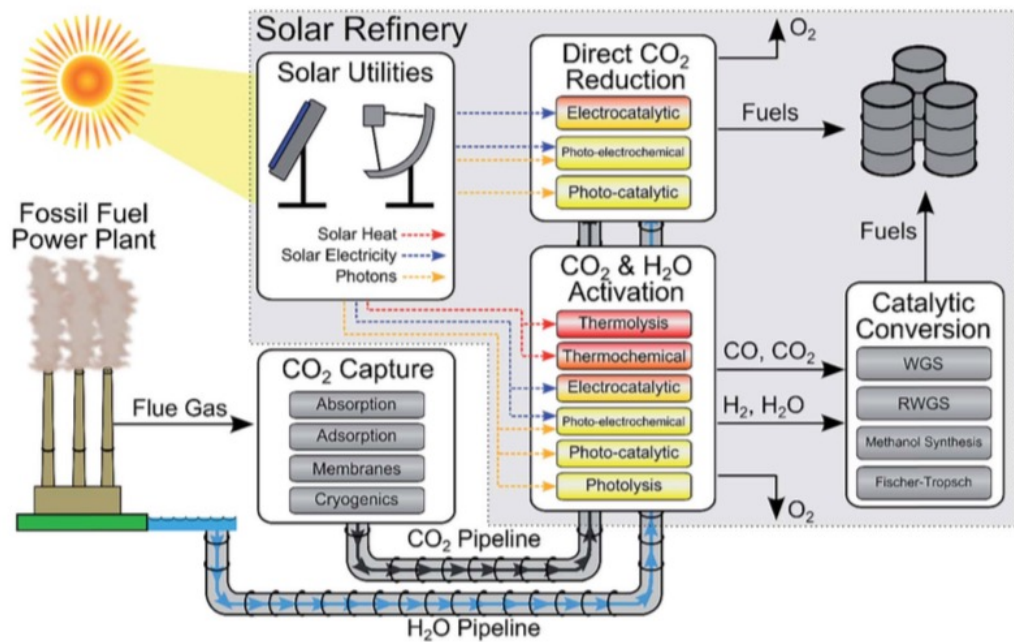 Solar Refinery
Solar Utilities
Solar Heat
Solar Electricity
Photons
Direct CO₂
Reduction
Electrocatalytic
Photo-electrochemical
Photo-catalytic
O₂
Fuels
Fossil Fuel
Power Plant
Flue Gas
CO₂ Capture
Absorption
Adsorption
Membranes
Cryogenics
CO₂ & H₂O
Activation
Thermolysis
Thermochemical
Electrocatalytic
Photo-electrochemical
Photo-catalytic
Photolysis
CO, CO₂
H₂, H₂O
O₂
Fuels
Catalytic
Conversion
WGS
RWGS
Methanol Synthesis
Fischer-Tropsch
CO₂ Pipeline
H₂O Pipeline